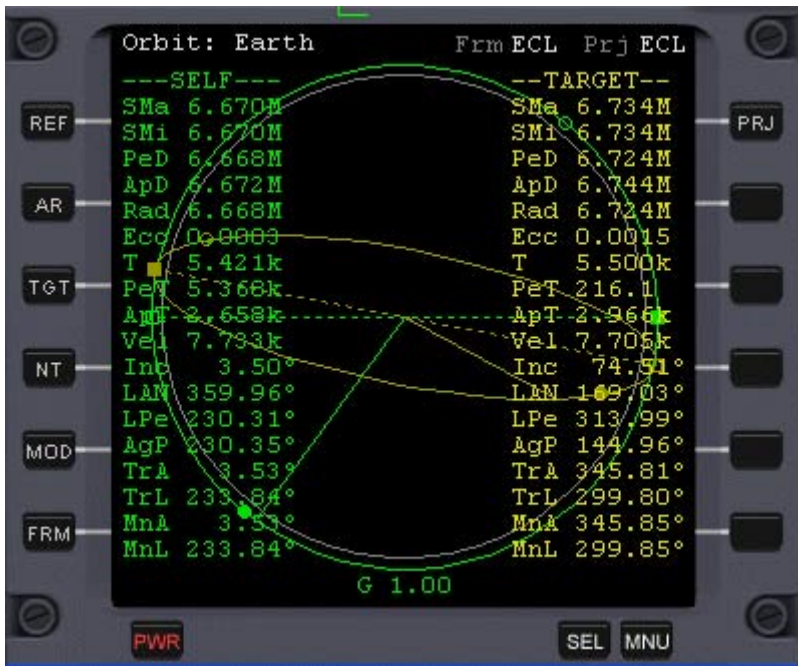 Orbit: Earth Frm ECL Prj ECL
---SELF--- --TARGET--
SMa 6.670M SMa 6.734M
REF PRJ
SMi 6.670M SMi 6.734M
PeD 6.668M PeD 6.724M
ApD 6.672M ApD 6.744M
AR
Rad 6.668M Rad 6.724M
Ecc 0.0003 Ecc 0.0015
T 5.421k T 5.500k
TGT
PeT 5.368k PeT 216.1
ApT 2.658k ApT 2.966k
Vel 7.733k Vel 7.705k
NT
Inc 3.50° Inc 74.51°
LAN 359.96° LAN 169.03°
LPe 230.31° LPe 313.99°
MOD
AgP 230.35° AgP 144.96°
TrA 3.53° TrA 345.81°
TrL 233.84° TrL 299.80°
FRM
MnA 3.53° MnA 345.85°
MnL 233.84° MnL 299.85°
G 1.00
PWR SEL MNU